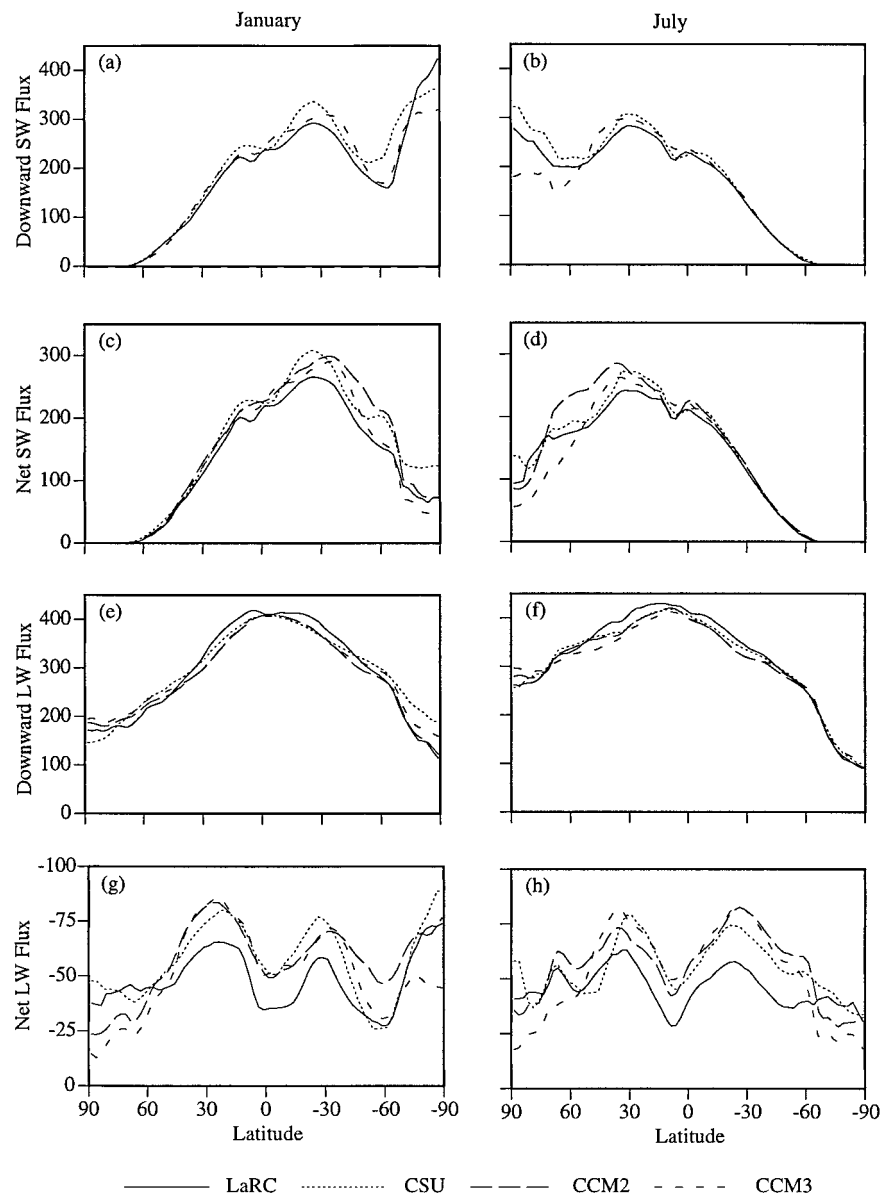 January
July
Downward SW Flux
400
300
200
100
0
(a)
(b)
Net SW Flux
300
200
100
0
(c)
(d)
Downward LW Flux
400
300
200
100
0
(e)
(f)
Net LW Flux
-100
-75
-50
-25
0
(g)
(h)
90 60 30 0 -30 -60 -90
90 60 30 0 -30 -60 -90
Latitude
Latitude
LaRC CSU CCM2 CCM3